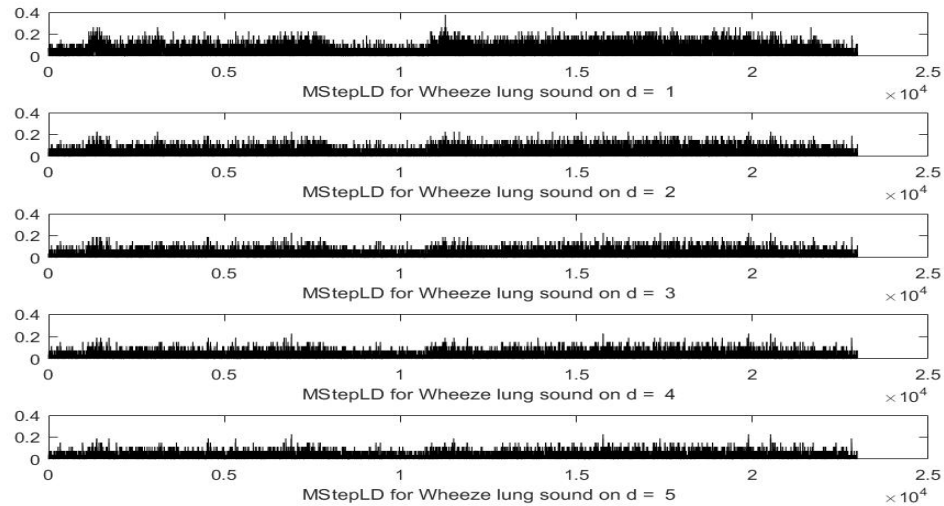 0.4
0.2
0
0 0.5 1 1.5 2 2.5
MStepLD for Wheeze lung sound on d = 1 ×10^4
0.4
0.2
0
0 0.5 1 1.5 2 2.5
MStepLD for Wheeze lung sound on d = 2 ×10^4
0.4
0.2
0
0 0.5 1 1.5 2 2.5
MStepLD for Wheeze lung sound on d = 3 ×10^4
0.4
0.2
0
0 0.5 1 1.5 2 2.5
MStepLD for Wheeze lung sound on d = 4 ×10^4
0.4
0.2
0
0 0.5 1 1.5 2 2.5
MStepLD for Wheeze lung sound on d = 5 ×10^4